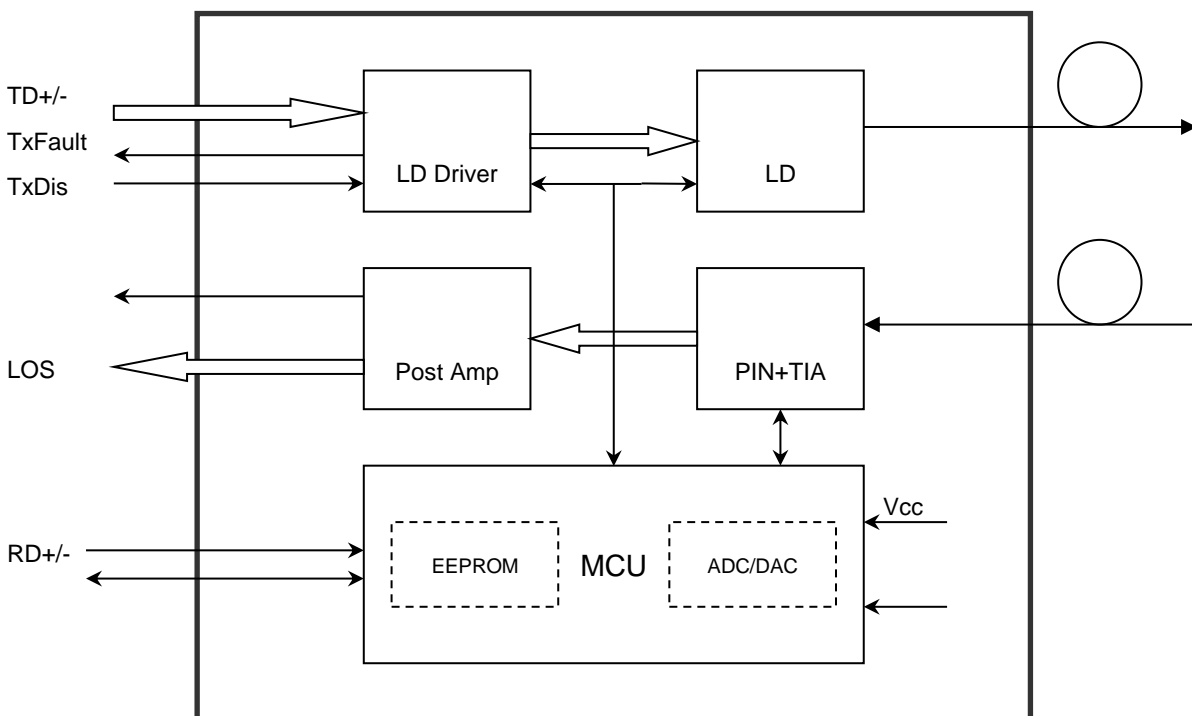 TD+/-
TxFault
TxDis
LD Driver
LD
LOS
Post Amp
PIN+TIA
Vcc
RD+/-
EEPROM
MCU
ADC/DAC